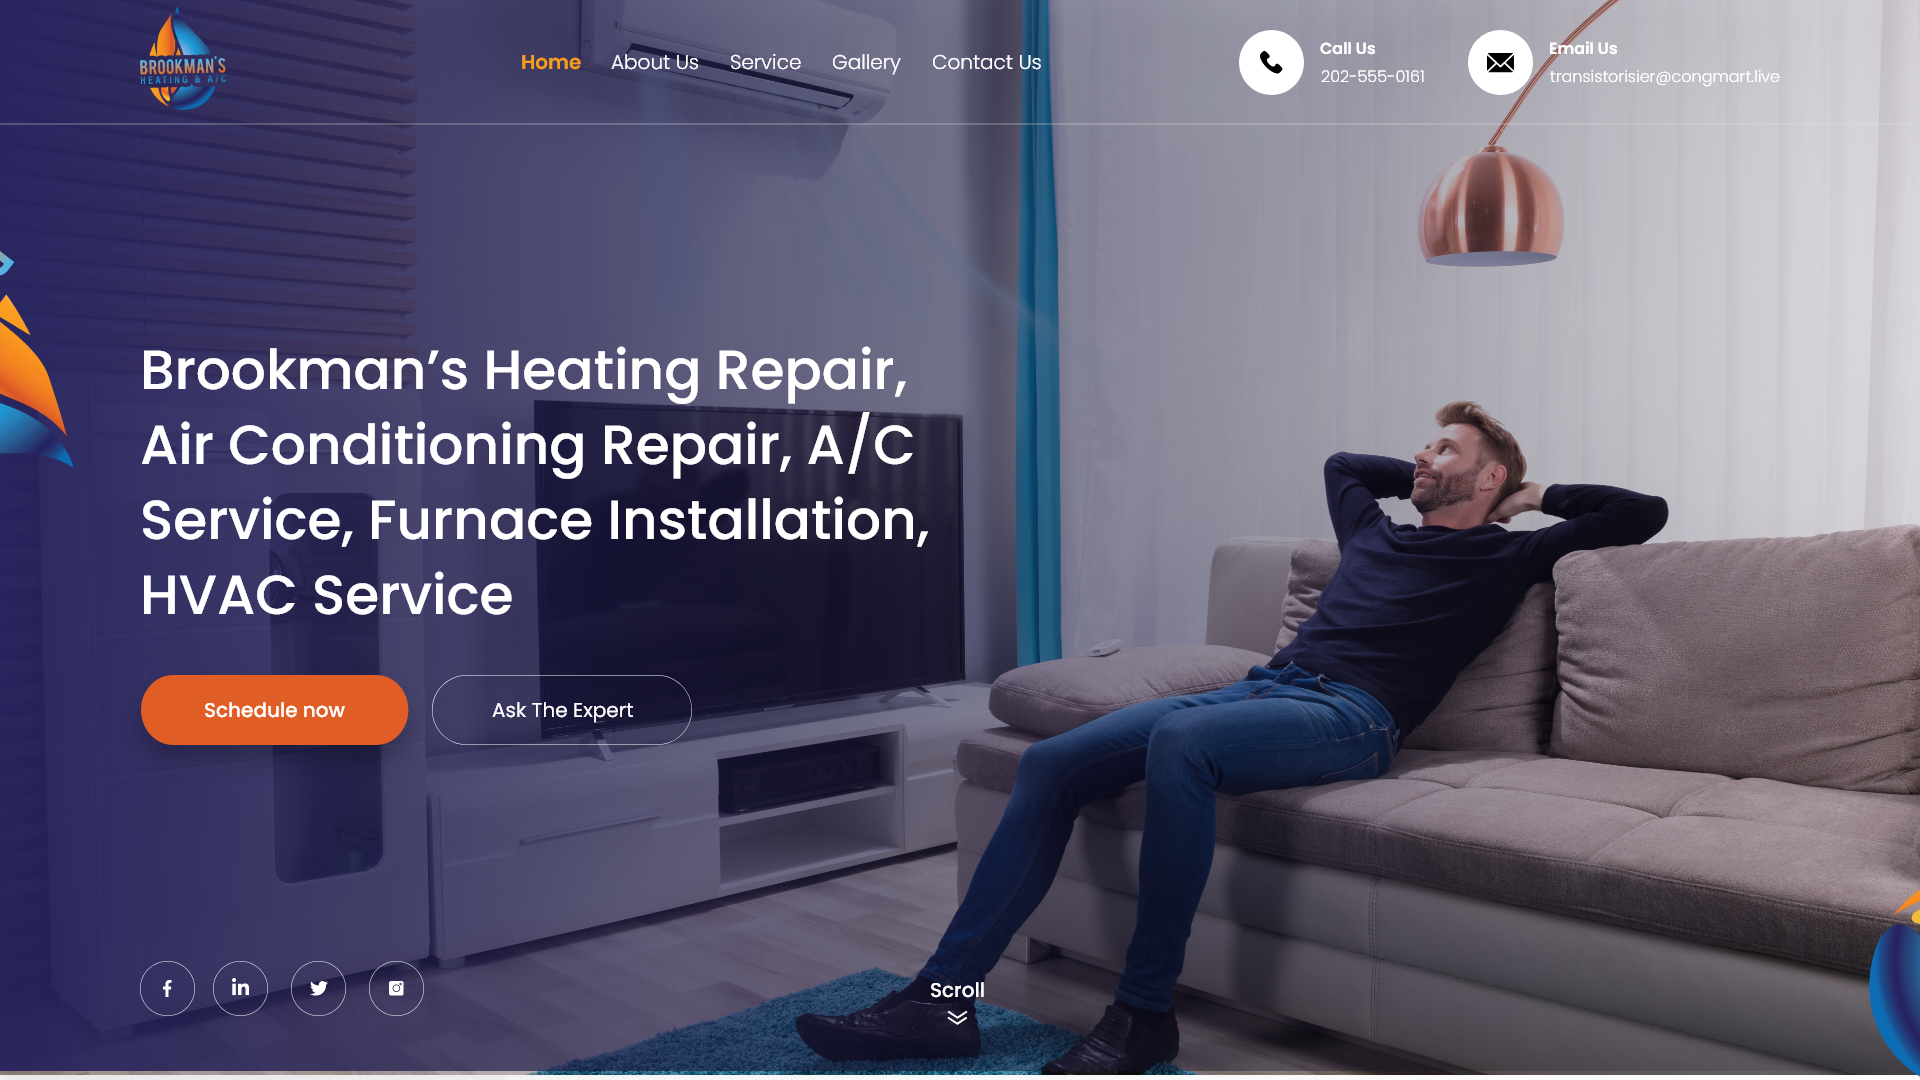 BROOKMAN'S
HEATING & A/C
Home
About Us
Service
Gallery
Contact Us
Call Us
202-555-0161
Email Us
transistorisier@congmart.live
Brookman’s Heating Repair,
Air Conditioning Repair, A/C
Service, Furnace Installation,
HVAC Service
Schedule now
Ask The Expert
Scroll